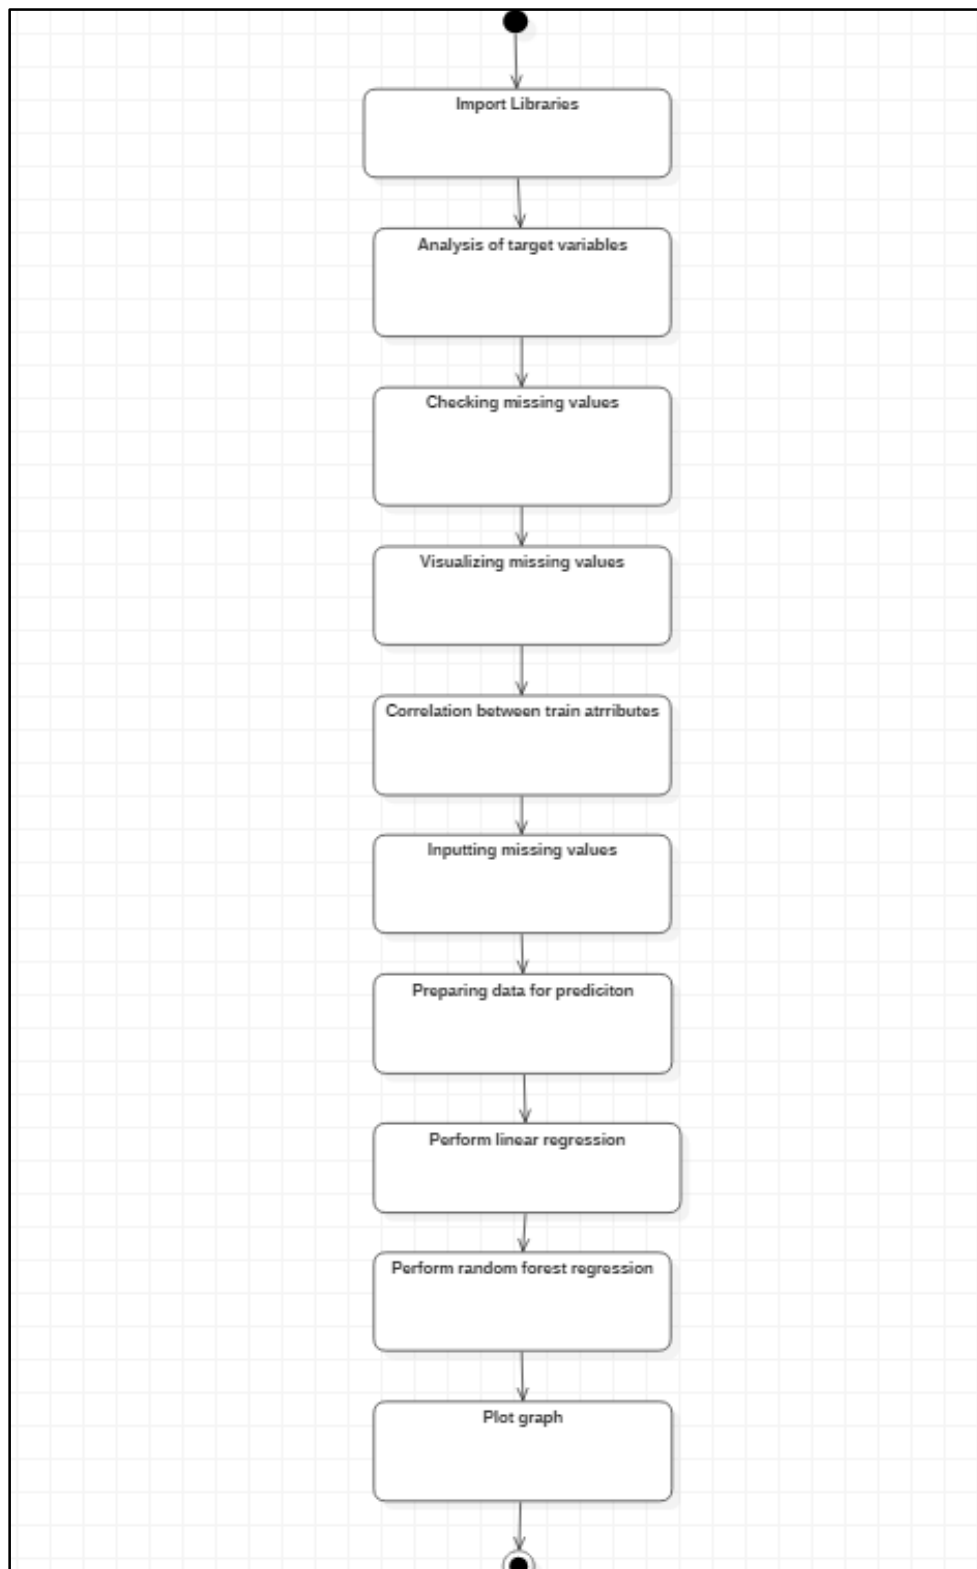 Import Libraries
Analysis of target variables
Checking missing values
Visualizing missing values
Correlation between train atrributes
Inputting missing values
Preparing data for prediciton
Perform linear regression
Perform random forest regression
Plot graph